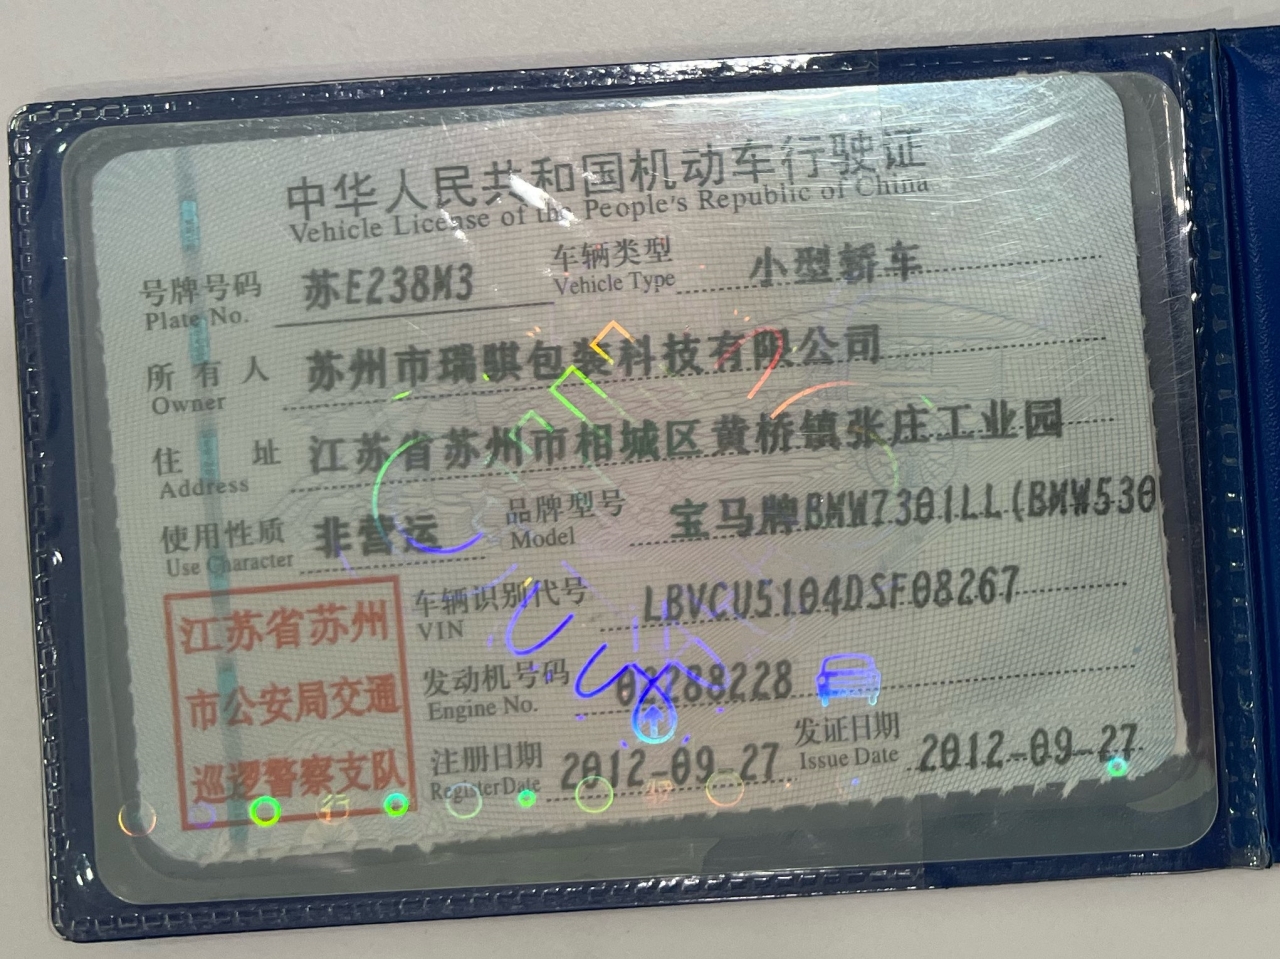 中华人民共和国机动车行驶证
Vehicle License of the People's Republic of China
号牌号码 苏E238M3 车辆类型 小型轿车
Plate No. Vehicle Type
所有人 苏州市瑞骐包装科技有限公司
Owner
住址 江苏省苏州市相城区黄桥镇张庄工业园
Address
使用性质 非营运 品牌型号 宝马牌BMW7301LL(BMW530
Use Character Model
江苏省苏州
市公安局交通
巡逻警察支队
车辆识别代号 LBVCU5104DSF08267
VIN
发动机号码 02288228
Engine No.
注册日期 2012-09-27 发证日期 2012-09-27
RegisterDate Issue Date